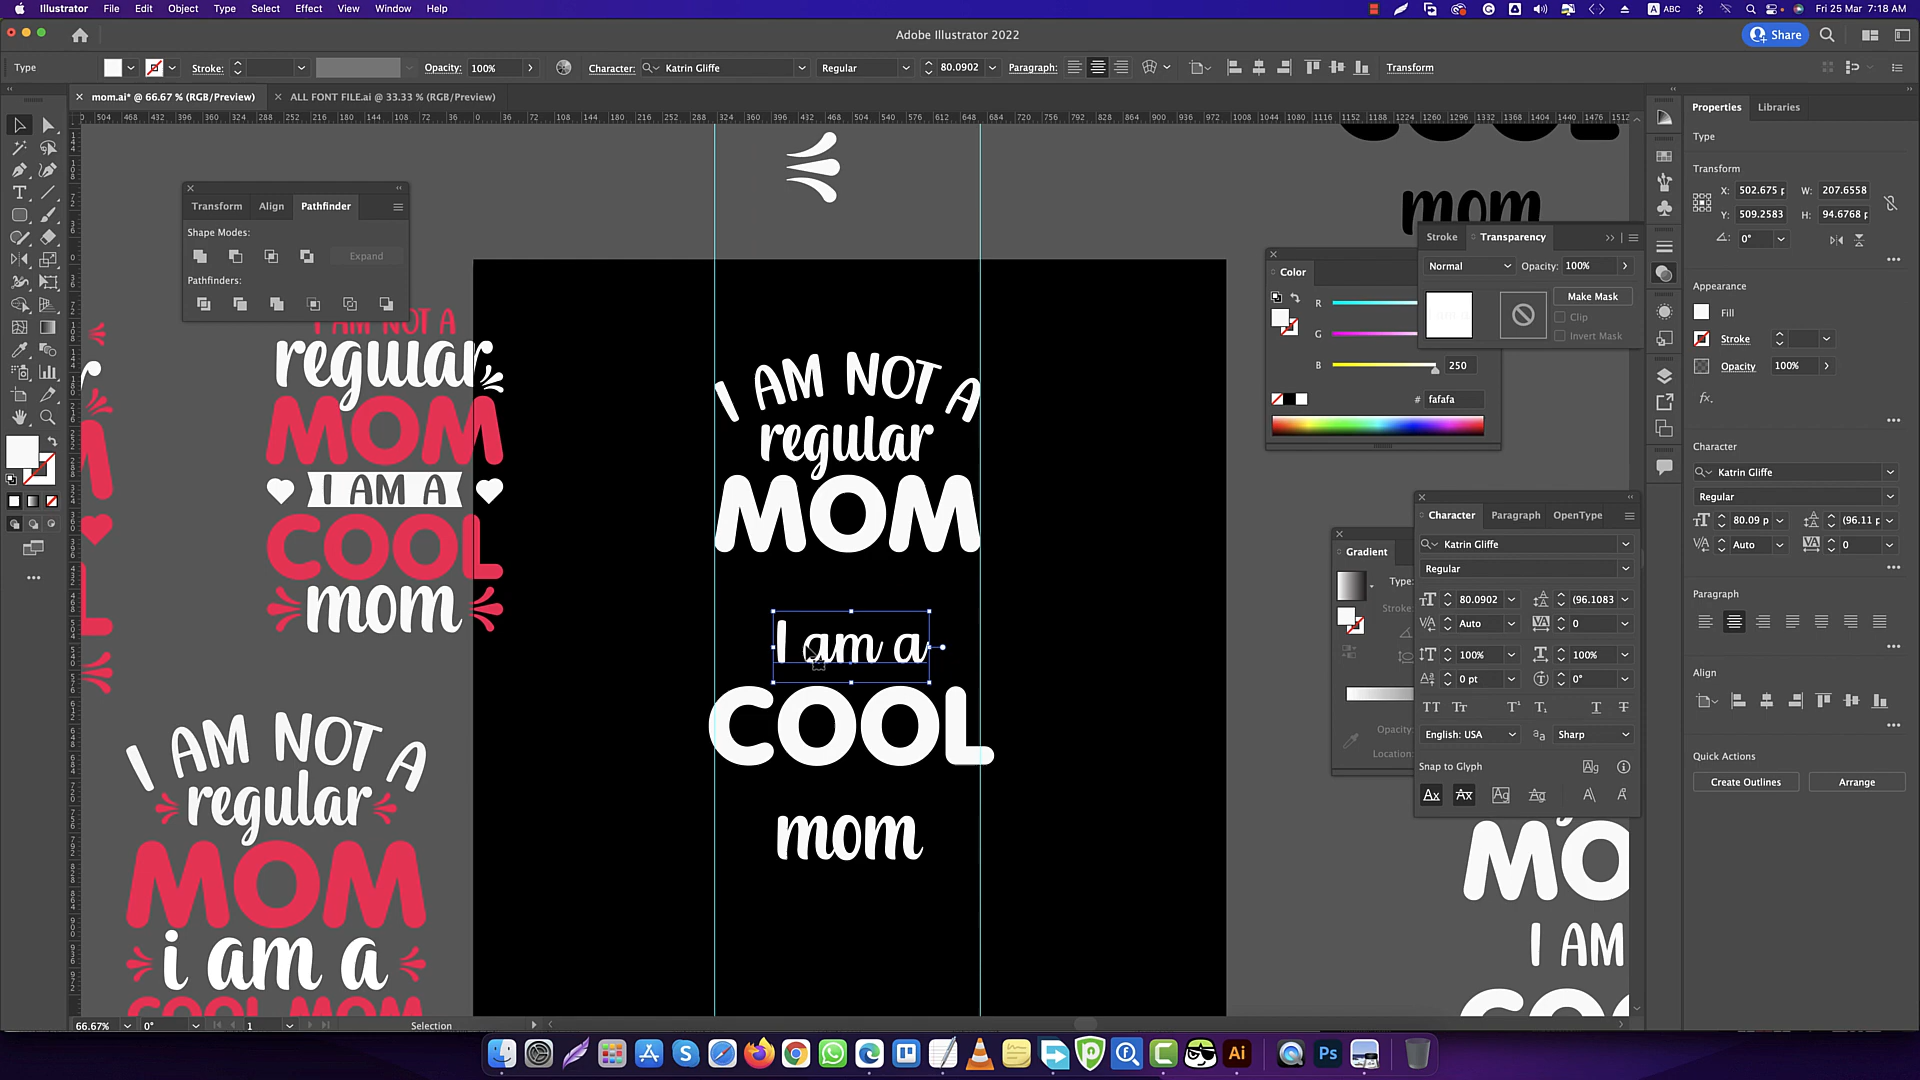 Illustrator File Edit Object Type Select Effect View Window Help
ABC Fri 25 Mar 7:18 AM
Adobe Illustrator 2022
Share
Type Stroke: Opacity: 100% Character: Katrin Gliffe Regular 80.0902 Paragraph: Transform
mom.ai* @ 66.67 % (RGB/Preview) ALL FONT FILE.ai @ 33.33 % (RGB/Preview)
Transform Align Pathfinder
Shape Modes:
Expand
Pathfinders:
I AM NOT A
regular
MOM
I AM A
COOL
mom
I AM NOT A
regular
MOM
i am a
COOL MOM
I AM NOT A
regular
MOM
I am a
COOL
mom
mom
Color
R
G
B 250
# fafafa
Stroke Transparency
Normal Opacity: 100%
Make Mask
Clip
Invert Mask
Gradient
Type:
Stroke:
Opacity:
Location:
Character Paragraph OpenType
Katrin Gliffe
Regular
80.0902 (96.1083
Auto 0
100% 100%
0 pt 0°
English: USA Sharp
Snap to Glyph
I AM
Properties Libraries
Type
Transform
X: 502.675 W: 207.6558
Y: 509.2583 H: 94.6768
0°
Appearance
Fill
Stroke
Opacity 100%
fx.
Character
Katrin Gliffe
Regular
80.09 p (96.11
Auto 0
Paragraph
Align
Quick Actions
Create Outlines Arrange
66.67% 0° 1 Selection